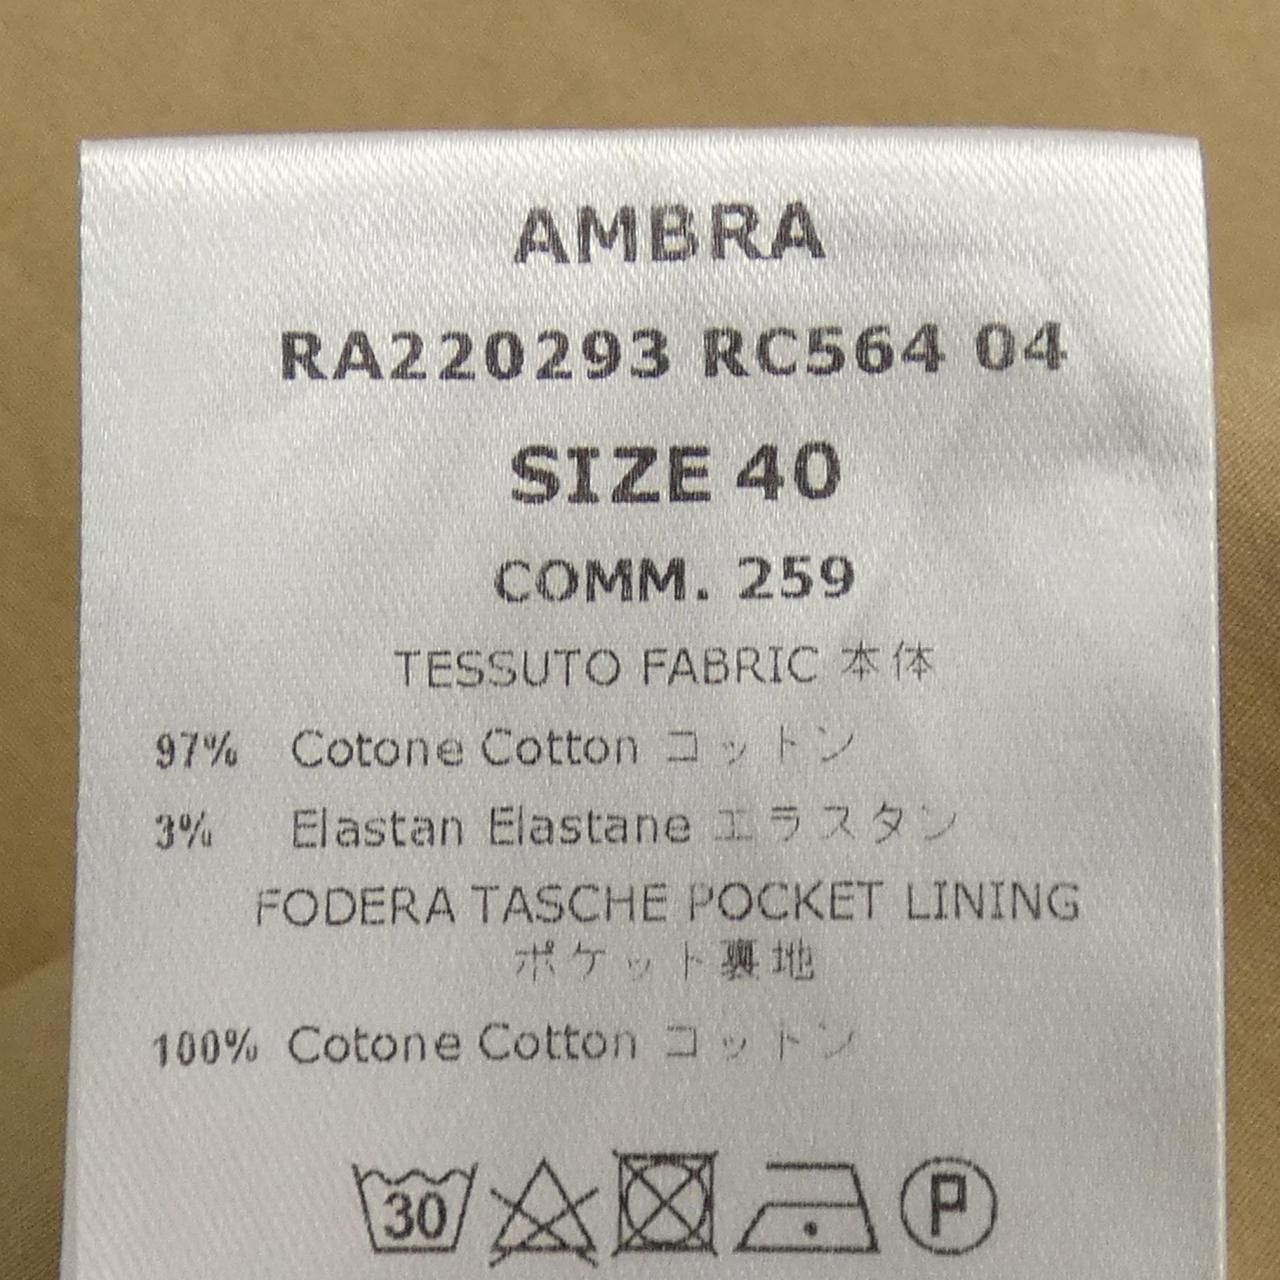 AMBRA
RA220293 RC564 04
SIZE 40
COMM. 259
TESSUTO FABRIC 本体
97% Cotone Cotton コットン
3% Elastan Elastane エラスタン
FODERA TASCHE POCKET LINING
ポケット裏地
100% Cotone Cotton コットン
30 P